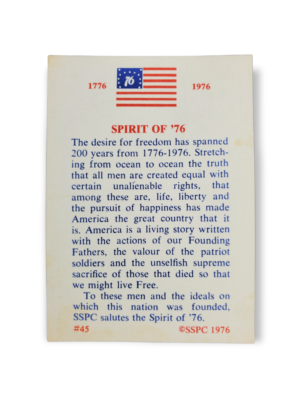 1776 76 1976
SPIRIT OF '76
The desire for freedom has spanned
200 years from 1776-1976. Stretch-
ing from ocean to ocean the truth
that all men are created equal with
certain unalienable rights, that
among these are, life, liberty and
the pursuit of happiness has made
America the great country that it
is. America is a living story written
with the actions of our Founding
Fathers, the valour of the patriot
soldiers and the unselfish supreme
sacrifice of those that died so that
we might live Free.
To these men and the ideals on
which this nation was founded,
SSPC salutes the Spirit of '76.
#45 ©SSPC 1976